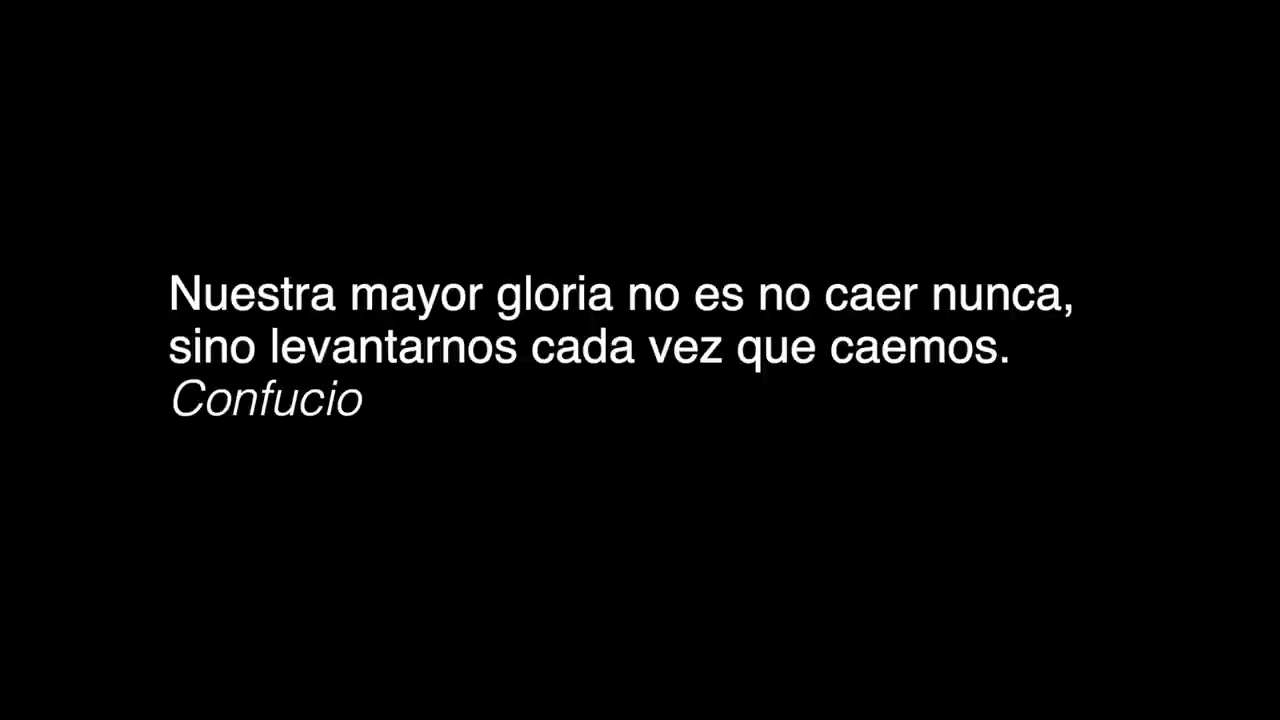 Nuestra mayor gloria no es no caer nunca,
sino levantarnos cada vez que caemos.
Confucio